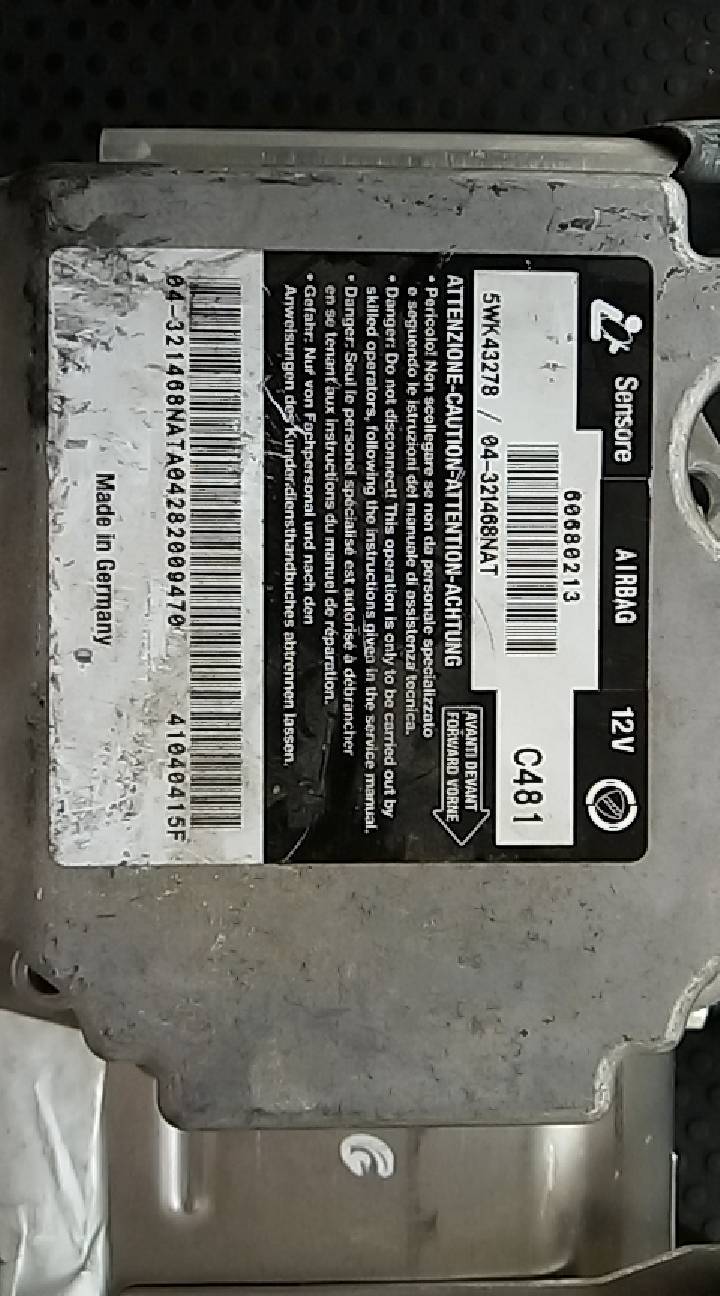 Sensore AIRBAG 12V
60680213
C481
5WK43278 / 04-321468NAT
AVANTI DEVANT
FORWARD VORNE
ATTENZIONE-CAUTION-ATTENTION-ACHTUNG
• Pericolo! Non scollegare se non da personale specializzato
e seguendo le istruzioni del manuale di assistenza tecnica.
• Danger: Do not disconnect! This operation is only to be carried out by
skilled operators, following the instructions given in the service manual.
• Danger: Seul le personel spécialisé est autorisé à débrancher
en se tenant aux instructions du manuel de réparation.
• Gefahr: Nur von Fachpersonal und nach den
Anweisungen des Kunderdiensthandbuches abtrennen lassen.
04-321468NATA04282009470 41040415F
Made in Germany